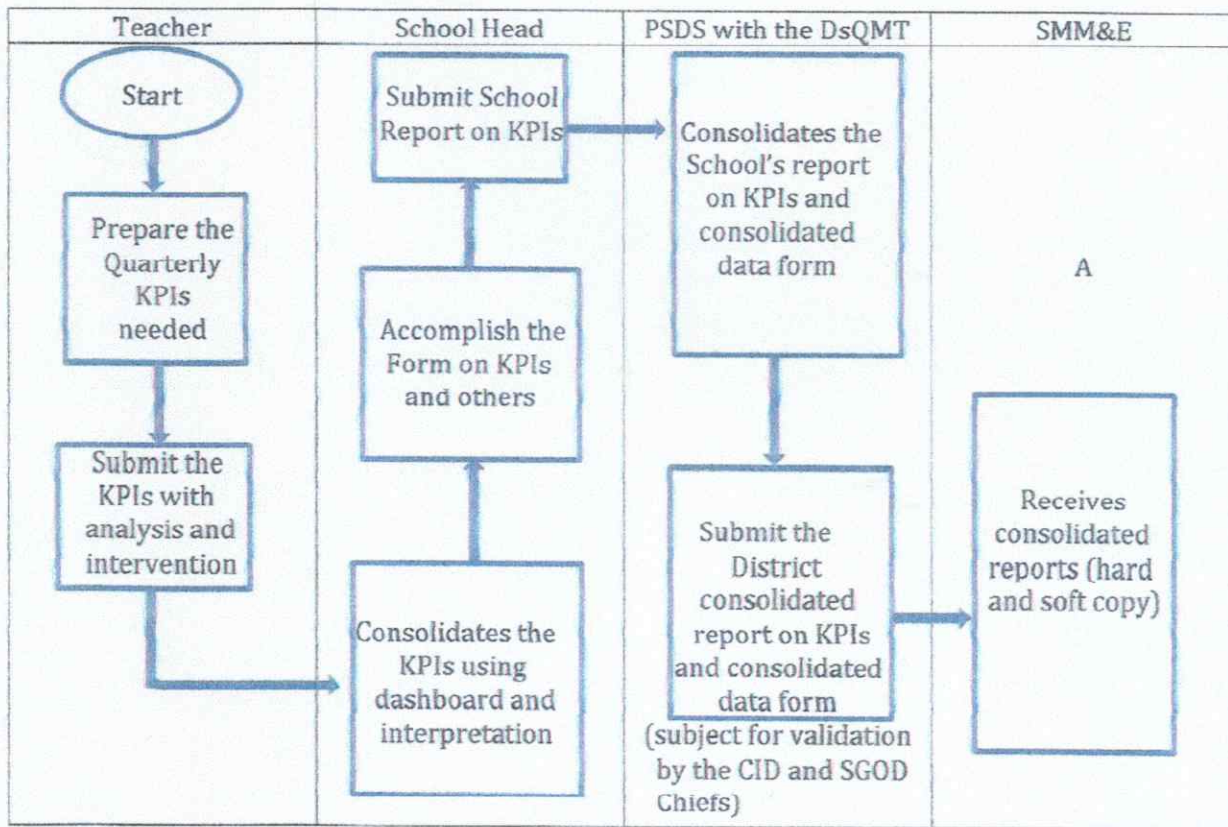 Teacher
School Head
PSDS with the DsQMT
SMM&E
Start
Prepare the
Quarterly
KPIs
needed
Submit the
KPIs with
analysis and
intervention
Submit School
Report on KPIs
Accomplish the
Form on KPIs
and others
Consolidates the
KPIs using
dashboard and
interpretation
Consolidates the
School's report
on KPIs and
consolidated
data form
Submit the
District
consolidated
report on KPIs
and consolidated
data form
(subject for validation
by the CID and SGOD
Chiefs)
A
Receives
consolidated
reports (hard
and soft copy)